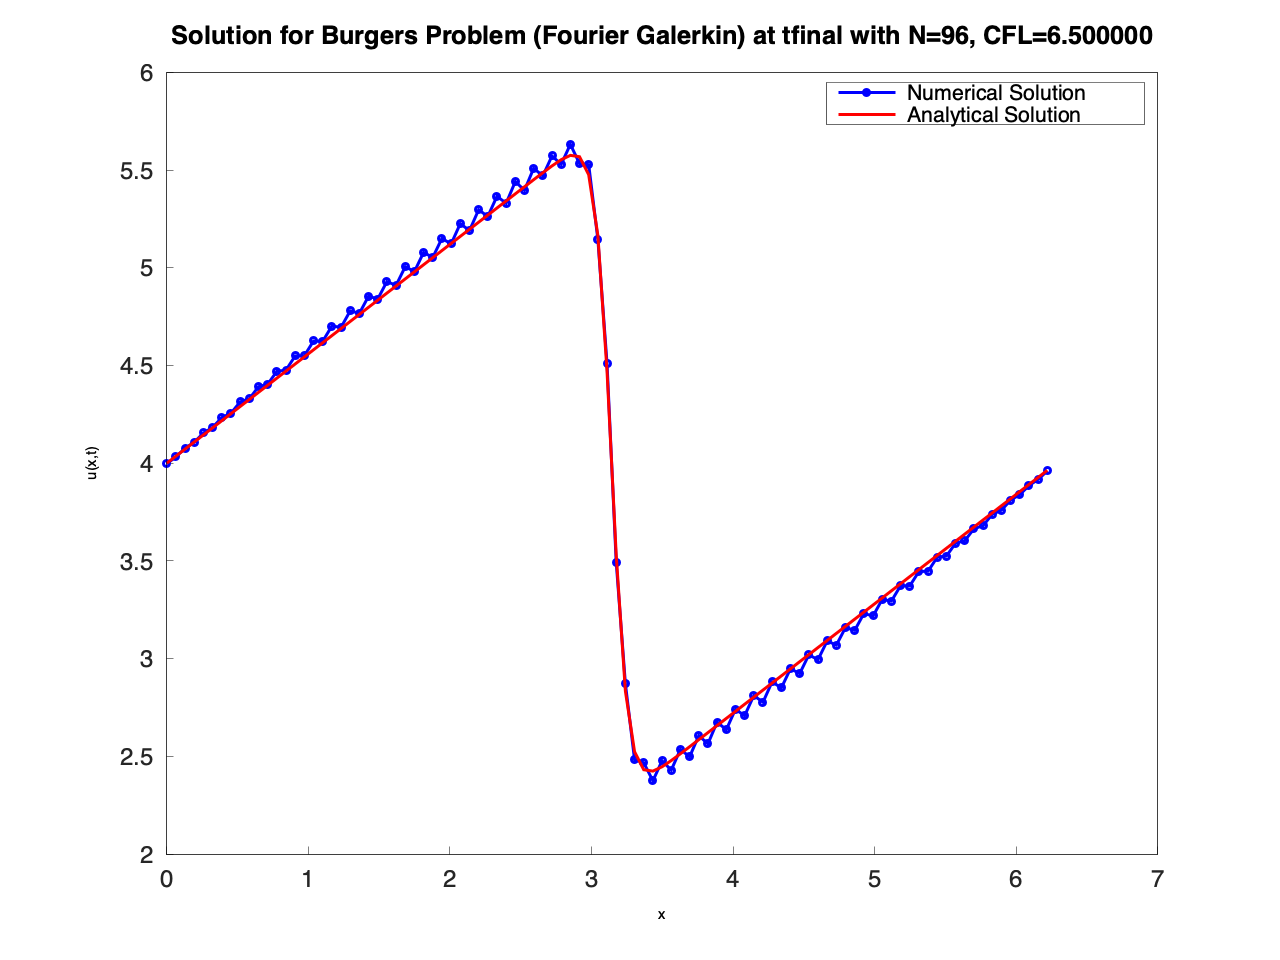 Solution for Burgers Problem (Fourier Galerkin) at tfinal with N=96, CFL=6.500000
Numerical Solution
Analytical Solution
6
5.5
5
4.5
4
3.5
3
2.5
2
u(x,t)
0 1 2 3 4 5 6 7
x